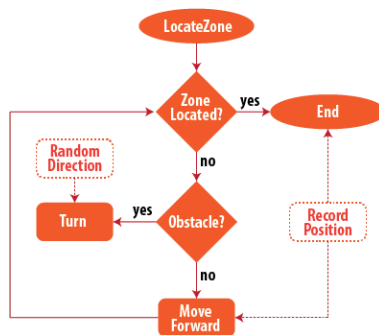 LocateZone
Zone
Located?
yes
End
no
Random
Direction
Turn
yes
Obstacle?
Record
Position
no
Move
Forward